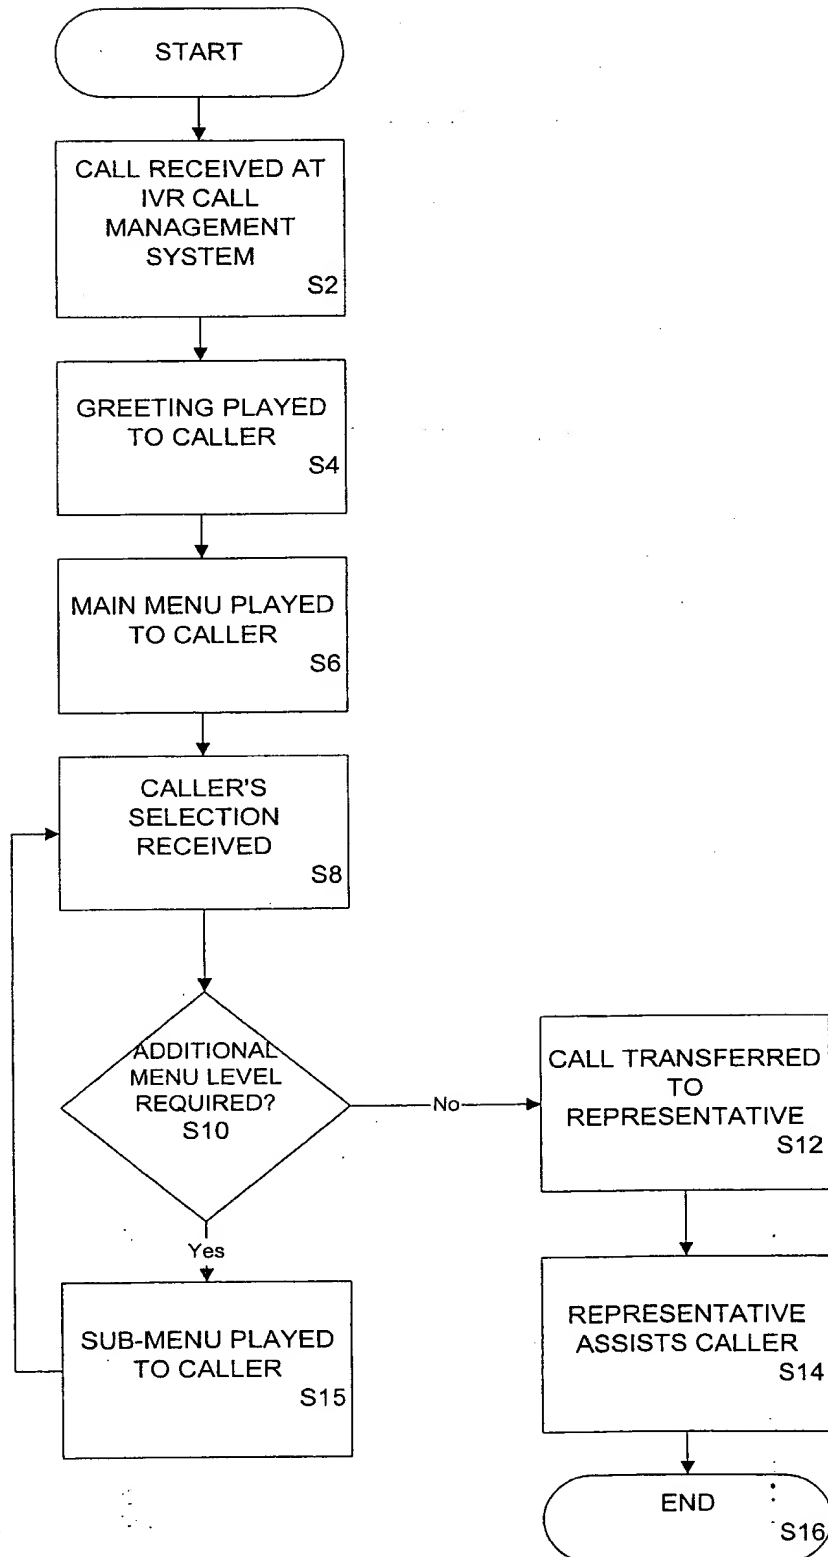 START
CALL RECEIVED AT
IVR CALL
MANAGEMENT
SYSTEM
S2
GREETING PLAYED
TO CALLER
S4
MAIN MENU PLAYED
TO CALLER
S6
CALLER'S
SELECTION
RECEIVED
S8
ADDITIONAL
MENU LEVEL
REQUIRED?
S10
No
CALL TRANSFERRED
TO
REPRESENTATIVE
S12
Yes
SUB-MENU PLAYED
TO CALLER
S15
REPRESENTATIVE
ASSISTS CALLER
S14
END
S16